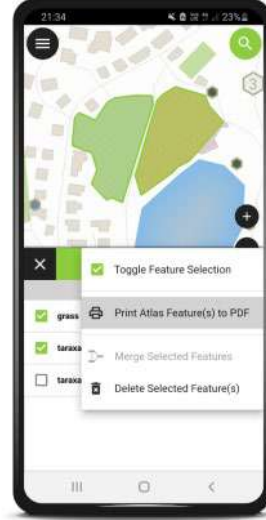 21:34
23%
3
+
Toggle Feature Selection
grass
Print Atlas Feature(s) to PDF
taraxa
Merge Selected Features
taraxa
Delete Selected Feature(s)